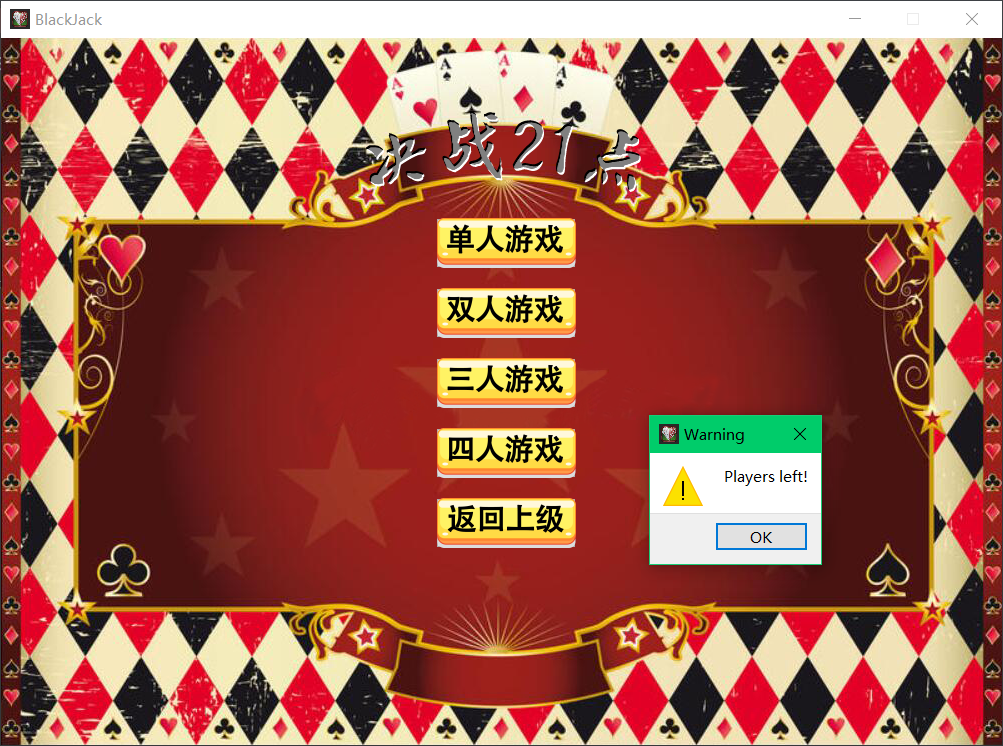 BlackJack
A
A
A
A
决战21点
单人游戏
双人游戏
三人游戏
四人游戏
返回上级
Warning
Players left!
OK